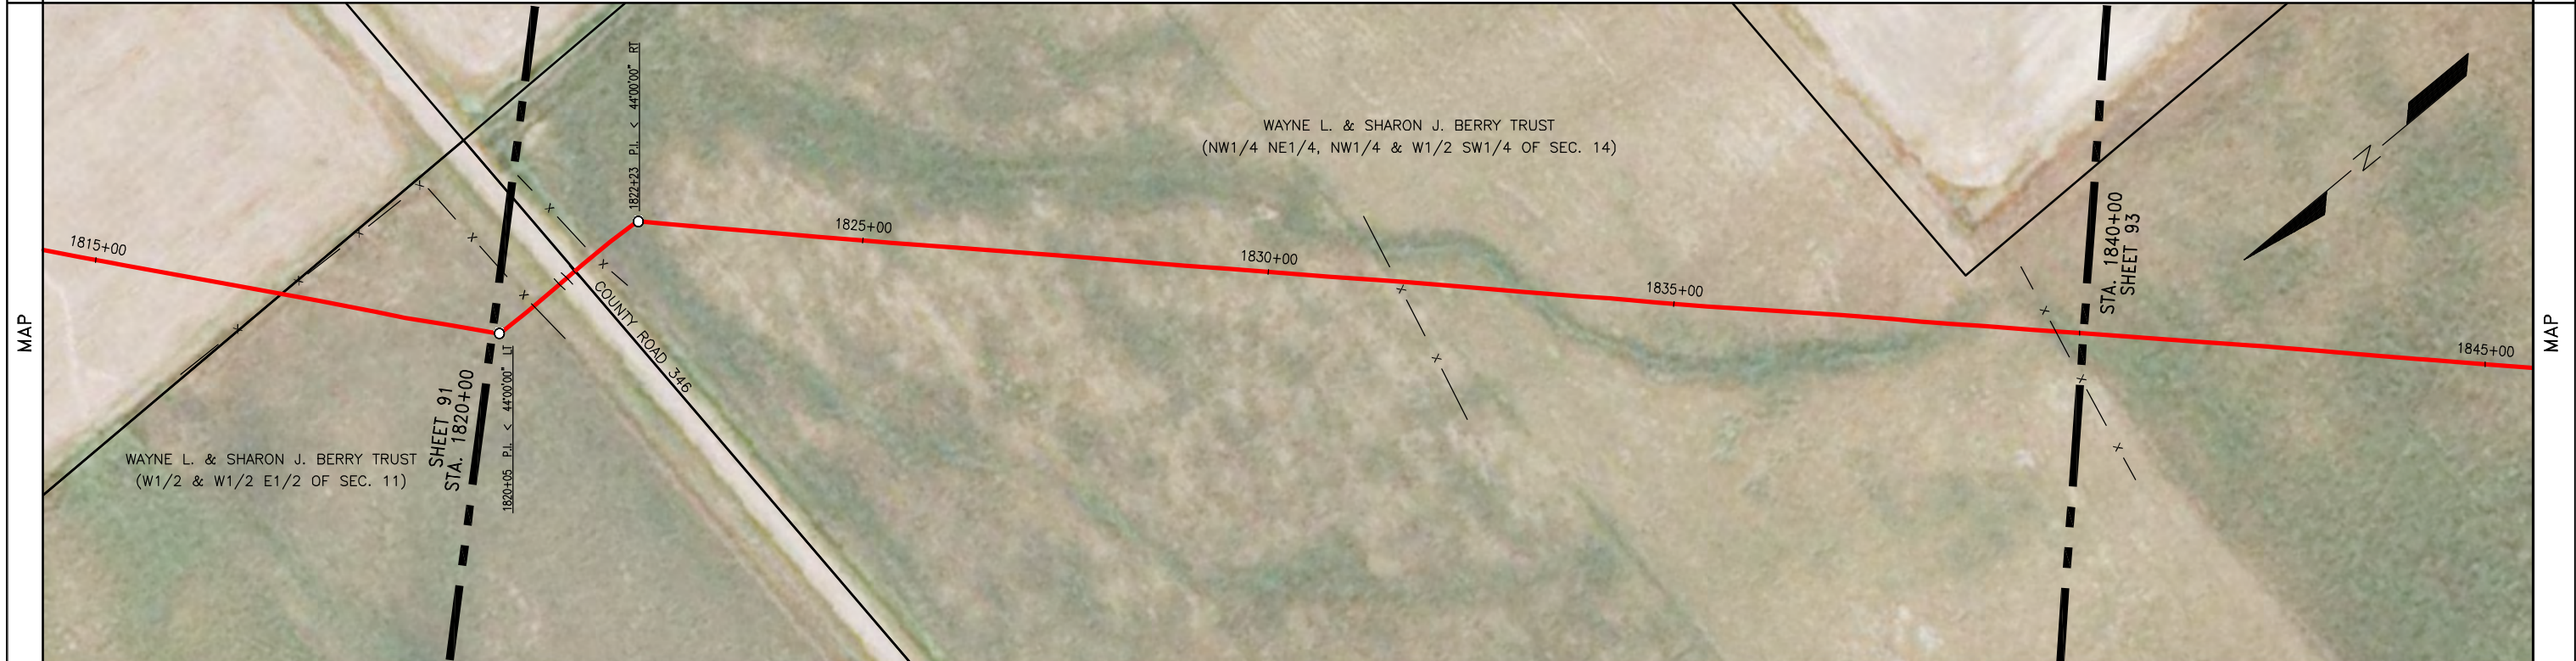 MAP
1815+00
WAYNE L. & SHARON J. BERRY TRUST
(W1/2 & W1/2 E1/2 OF SEC. 11)
SHEET 91
STA. 1820+00
1820+05 P.I. < 44°00'00" LT
1822+23 P.I. < 44°00'00" RT
COUNTY ROAD 346
1825+00
WAYNE L. & SHARON J. BERRY TRUST
(NW1/4 NE1/4, NW1/4 & W1/2 SW1/4 OF SEC. 14)
1830+00
1835+00
STA. 1840+00
SHEET 93
N
1845+00
MAP